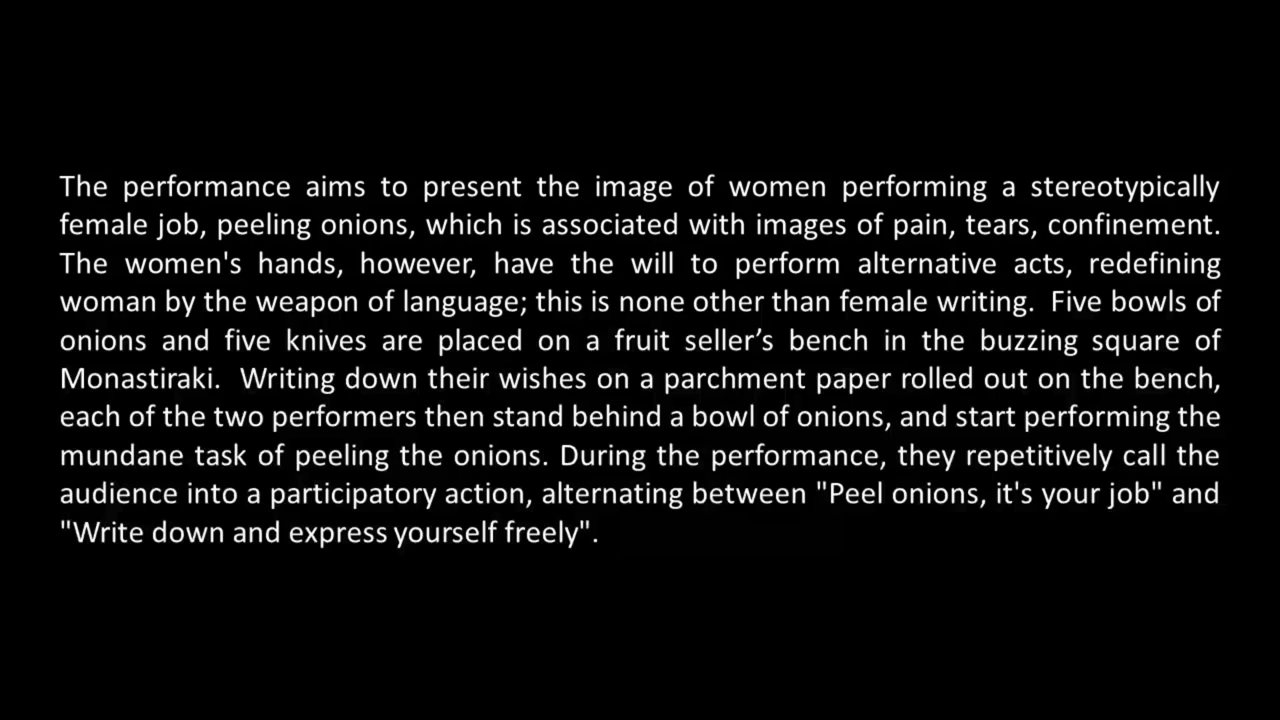 The performance aims to present the image of women performing a stereotypically
female job, peeling onions, which is associated with images of pain, tears, confinement.
The women's hands, however, have the will to perform alternative acts, redefining
woman by the weapon of language; this is none other than female writing.  Five bowls of
onions and five knives are placed on a fruit seller’s bench in the buzzing square of
Monastiraki.  Writing down their wishes on a parchment paper rolled out on the bench,
each of the two performers then stand behind a bowl of onions, and start performing the
mundane task of peeling the onions. During the performance, they repetitively call the
audience into a participatory action, alternating between "Peel onions, it's your job" and
"Write down and express yourself freely".